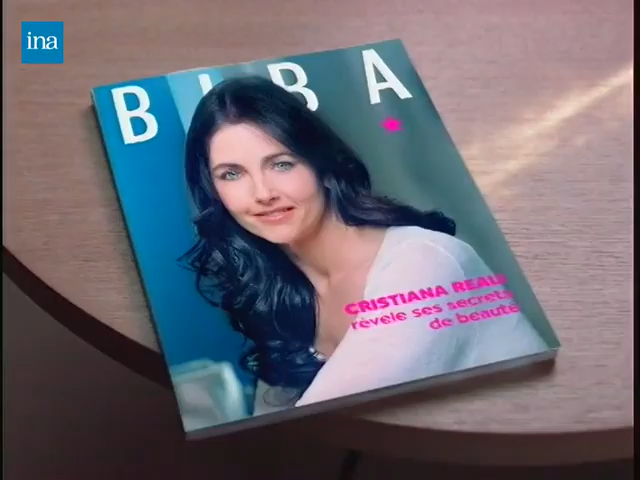 ina
BIBA
CRISTIANA REALI
révèle ses secrets
de beauté